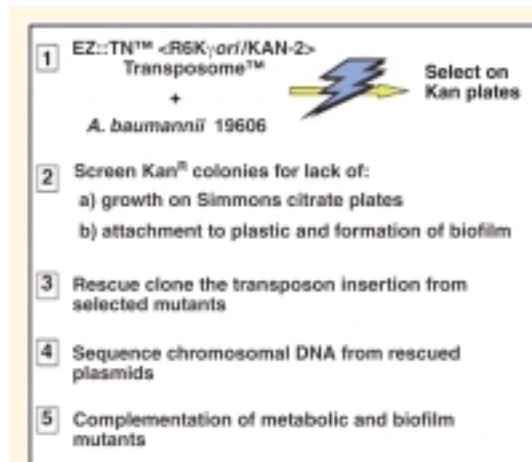 1 EZ::TN™ <R6Kγori/KAN-2>
Transposome™
+
A. baumannii 19606
Select on
Kan plates
2 Screen Kanᴿ colonies for lack of:
a) growth on Simmons citrate plates
b) attachment to plastic and formation of biofilm
3 Rescue clone the transposon insertion from
selected mutants
4 Sequence chromosomal DNA from rescued
plasmids
5 Complementation of metabolic and biofilm
mutants